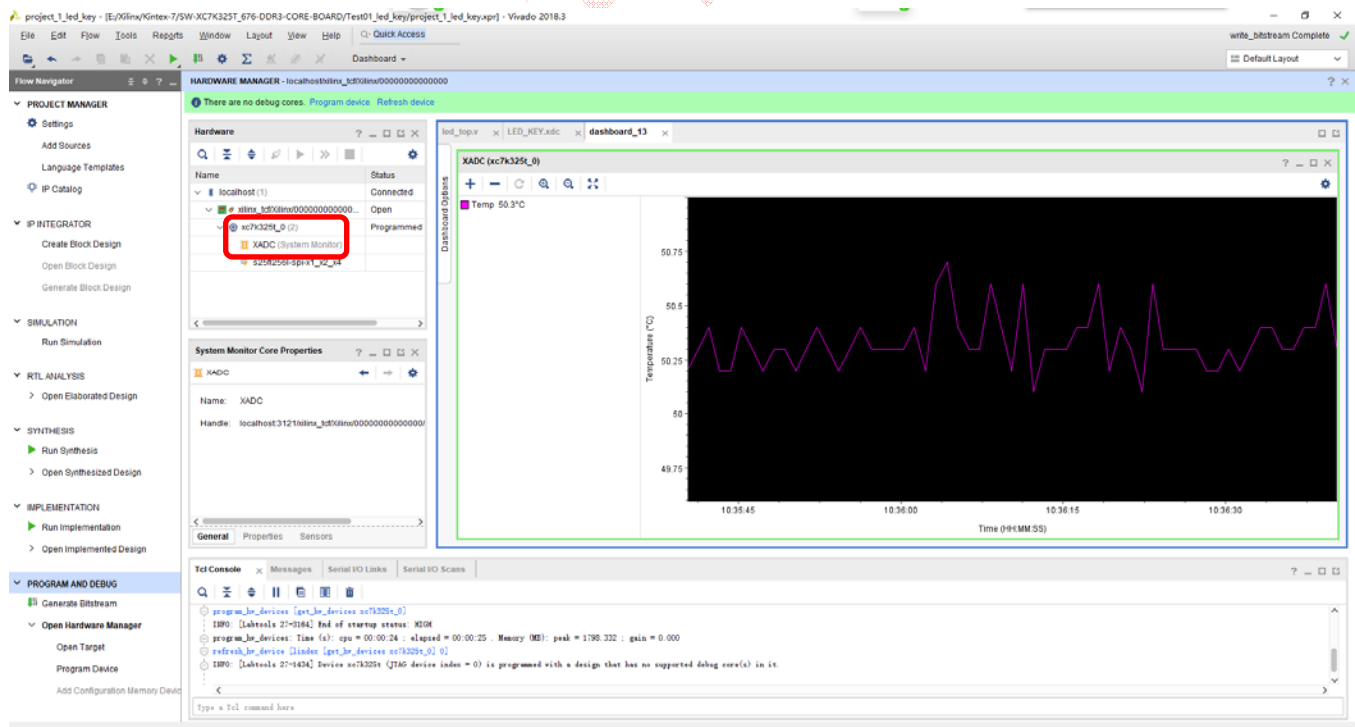 project_1_led_key - [E:/Xilinx/Kintex-7/SW-XC7K325T_676-DDR3-CORE-BOARD/Test01_led_key/project_1_led_key.xpr] - Vivado 2018.3
File Edit Flow Tools Reports Window Layout View Help Quick Access
write_bitstream Complete
Dashboard
Default Layout
Flow Navigator
HARDWARE MANAGER - localhost/xilinx_tcf/Xilinx/00000000000000
There are no debug cores. Program device Refresh device
PROJECT MANAGER
Settings
Add Sources
Language Templates
IP Catalog
IP INTEGRATOR
Create Block Design
Open Block Design
Generate Block Design
SIMULATION
Run Simulation
RTL ANALYSIS
Open Elaborated Design
SYNTHESIS
Run Synthesis
Open Synthesized Design
IMPLEMENTATION
Run Implementation
Open Implemented Design
PROGRAM AND DEBUG
Generate Bitstream
Open Hardware Manager
Open Target
Program Device
Add Configuration Memory Devic
Hardware
Name Status
localhost (1) Connected
xilinx_tcf/Xilinx/000000000000... Open
xc7k325t_0 (2) Programmed
XADC (System Monitor)
s25fl256l-spi-x1_x2_x4
System Monitor Core Properties
XADC
Name: XADC
Handle: localhost:3121/xilinx_tcf/Xilinx/00000000000000/
General Properties Sensors
led_top.v LED_KEY.xdc dashboard_13
Dashboard Options
XADC (xc7k325t_0)
Temp 50.3°C
Temperature (°C)
50.75
50.5
50.25
50
49.75
10:35:45 10:36:00 10:36:15 10:36:30
Time (HH:MM:SS)
Tcl Console Messages Serial I/O Links Serial I/O Scans
program_hw_devices [get_hw_devices xc7k325t_0]
INFO: [Labtools 27-3164] End of startup status: HIGH
program_hw_devices: Time (s): cpu = 00:00:24 ; elapsed = 00:00:25 . Memory (MB): peak = 1798.332 ; gain = 0.000
refresh_hw_device [lindex [get_hw_devices xc7k325t_0] 0]
INFO: [Labtools 27-1434] Device xc7k325t (JTAG device index = 0) is programmed with a design that has no supported debug core(s) in it.
Type a Tcl command here